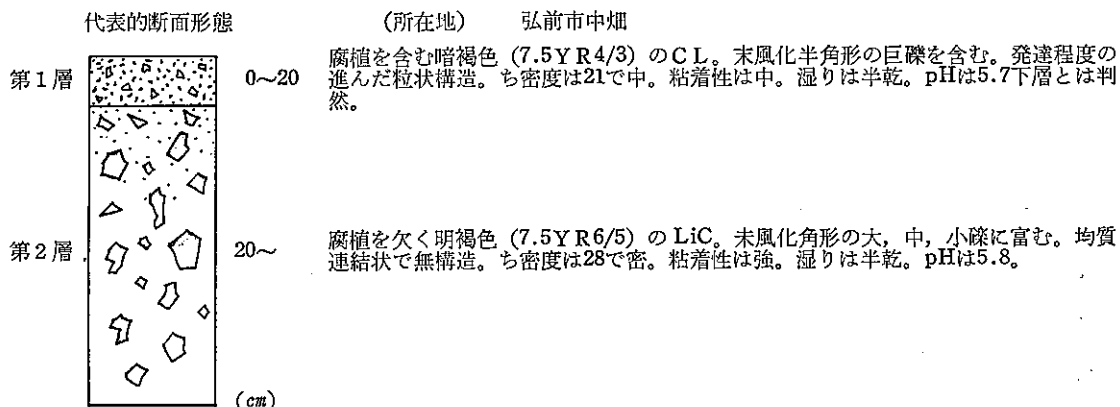 代表的断面形態 (所在地) 弘前市中畑
第1層 0〜20 腐植を含む暗褐色 (7.5YR4/3) のCL。末風化半角形の巨礫を含む。発達程度の
進んだ粒状構造。ち密度は21で中。粘着性は中。湿りは半乾。pHは5.7下層とは判
然。
第2層 20〜 腐植を欠く明褐色 (7.5YR6/5) のLiC。未風化角形の大，中，小礫に富む。均質
連結状で無構造。ち密度は28で密。粘着性は強。湿りは半乾。pHは5.8。
(cm)